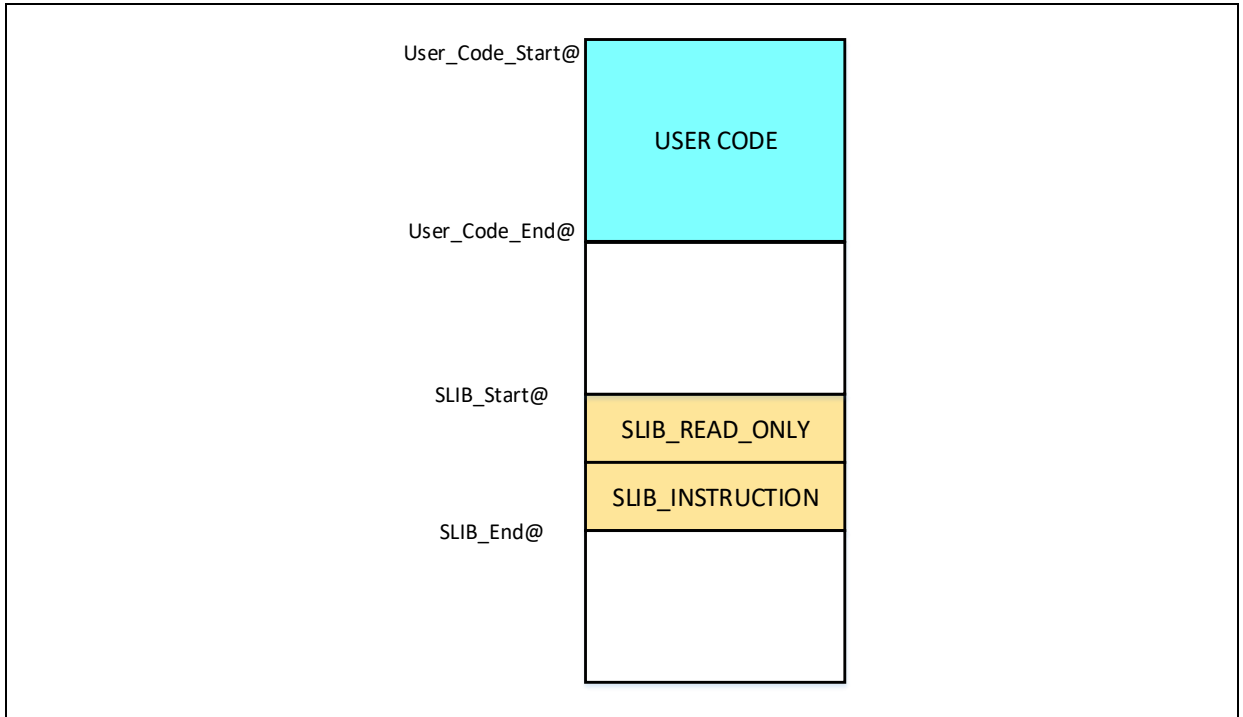 User_Code_Start@
USER CODE
User_Code_End@
SLIB_Start@
SLIB_READ_ONLY
SLIB_INSTRUCTION
SLIB_End@